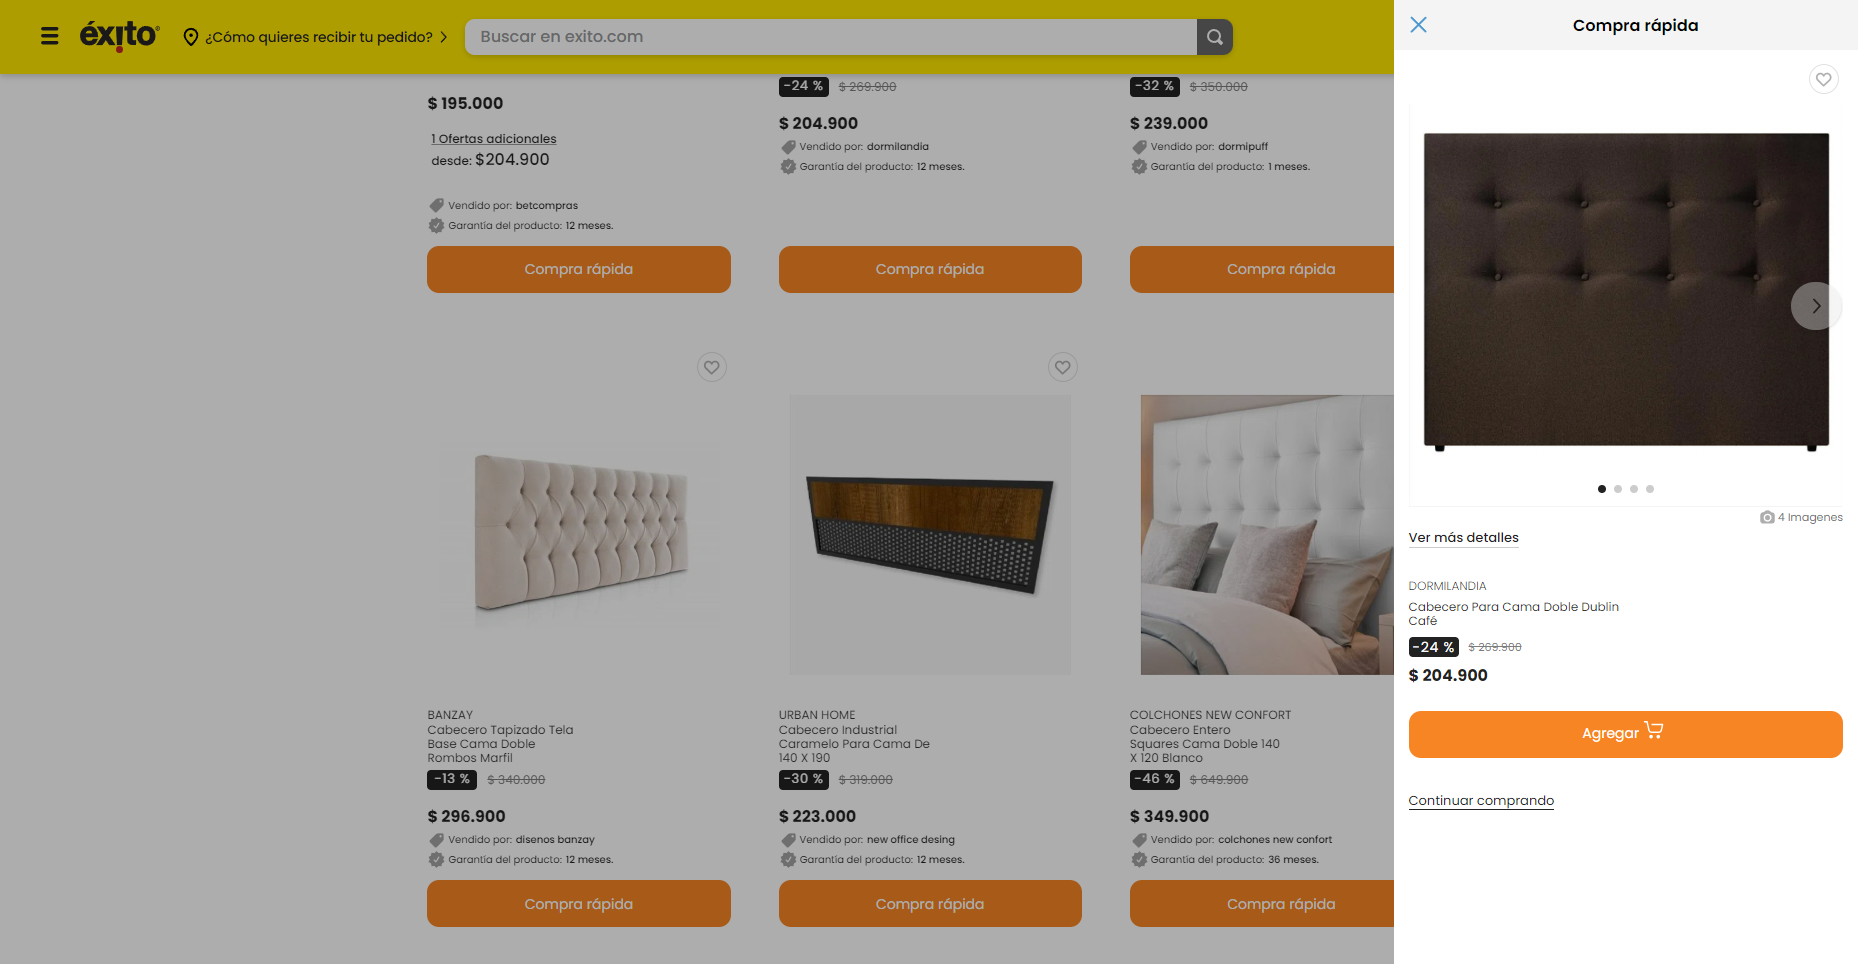 éxito
¿Cómo quieres recibir tu pedido?
Buscar en exito.com
$ 195.000
1 Ofertas adicionales
desde: $204.900
Vendido por: betcompras
Garantía del producto: 12 meses.
Compra rápida
-24 % $ 269.900
$ 204.900
Vendido por: dormilandia
Garantía del producto: 12 meses.
Compra rápida
-32 % $ 350.000
$ 239.000
Vendido por: dormipuff
Garantía del producto: 1 meses.
Compra rápida
BANZAY
Cabecero Tapizado Tela
Base Cama Doble
Rombos Marfil
-13 % $ 340.000
$ 296.900
Vendido por: disenos banzay
Garantía del producto: 12 meses.
Compra rápida
URBAN HOME
Cabecero Industrial
Caramelo Para Cama De
140 X 190
-30 % $ 319.000
$ 223.000
Vendido por: new office desing
Garantía del producto: 12 meses.
Compra rápida
COLCHONES NEW CONFORT
Cabecero Entero
Squares Cama Doble 140
X 120 Blanco
-46 % $ 649.900
$ 349.900
Vendido por: colchones new confort
Garantía del producto: 36 meses.
Compra rápida
Compra rápida
4 Imagenes
Ver más detalles
DORMILANDIA
Cabecero Para Cama Doble Dublin
Café
-24 % $ 269.900
$ 204.900
Agregar
Continuar comprando